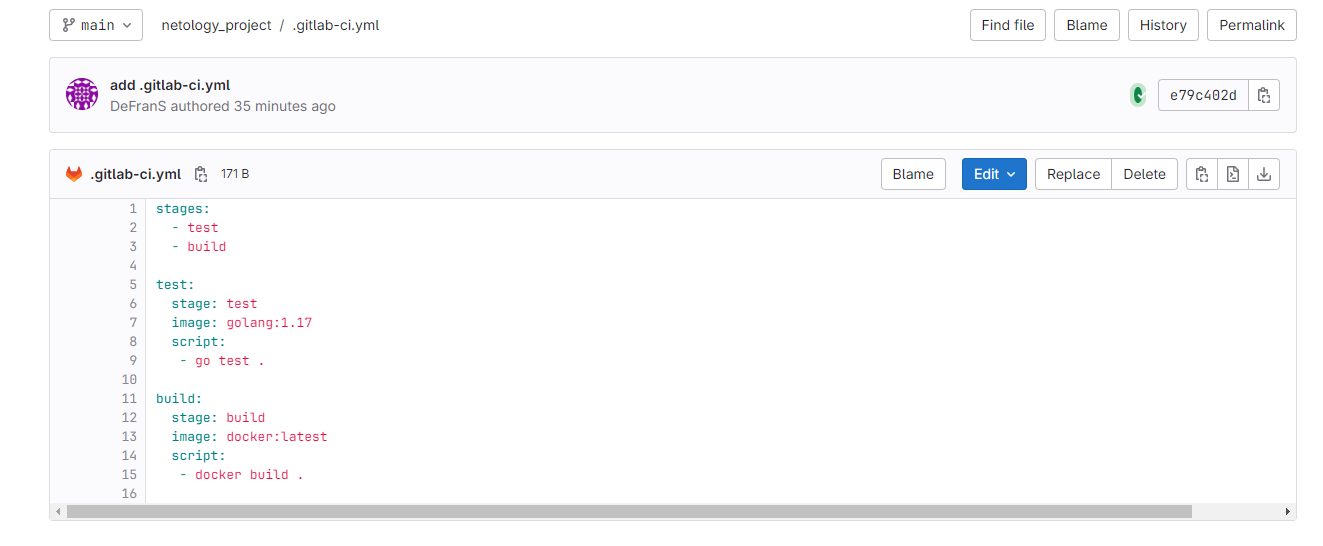 main netology_project / .gitlab-ci.yml Find file Blame History Permalink
add .gitlab-ci.yml
DeFranS authored 35 minutes ago
e79c402d
.gitlab-ci.yml 171 B Blame Edit Replace Delete
1 stages:
2   - test
3   - build
4
5 test:
6   stage: test
7   image: golang:1.17
8   script:
9    - go test .
10
11 build:
12   stage: build
13   image: docker:latest
14   script:
15    - docker build .
16